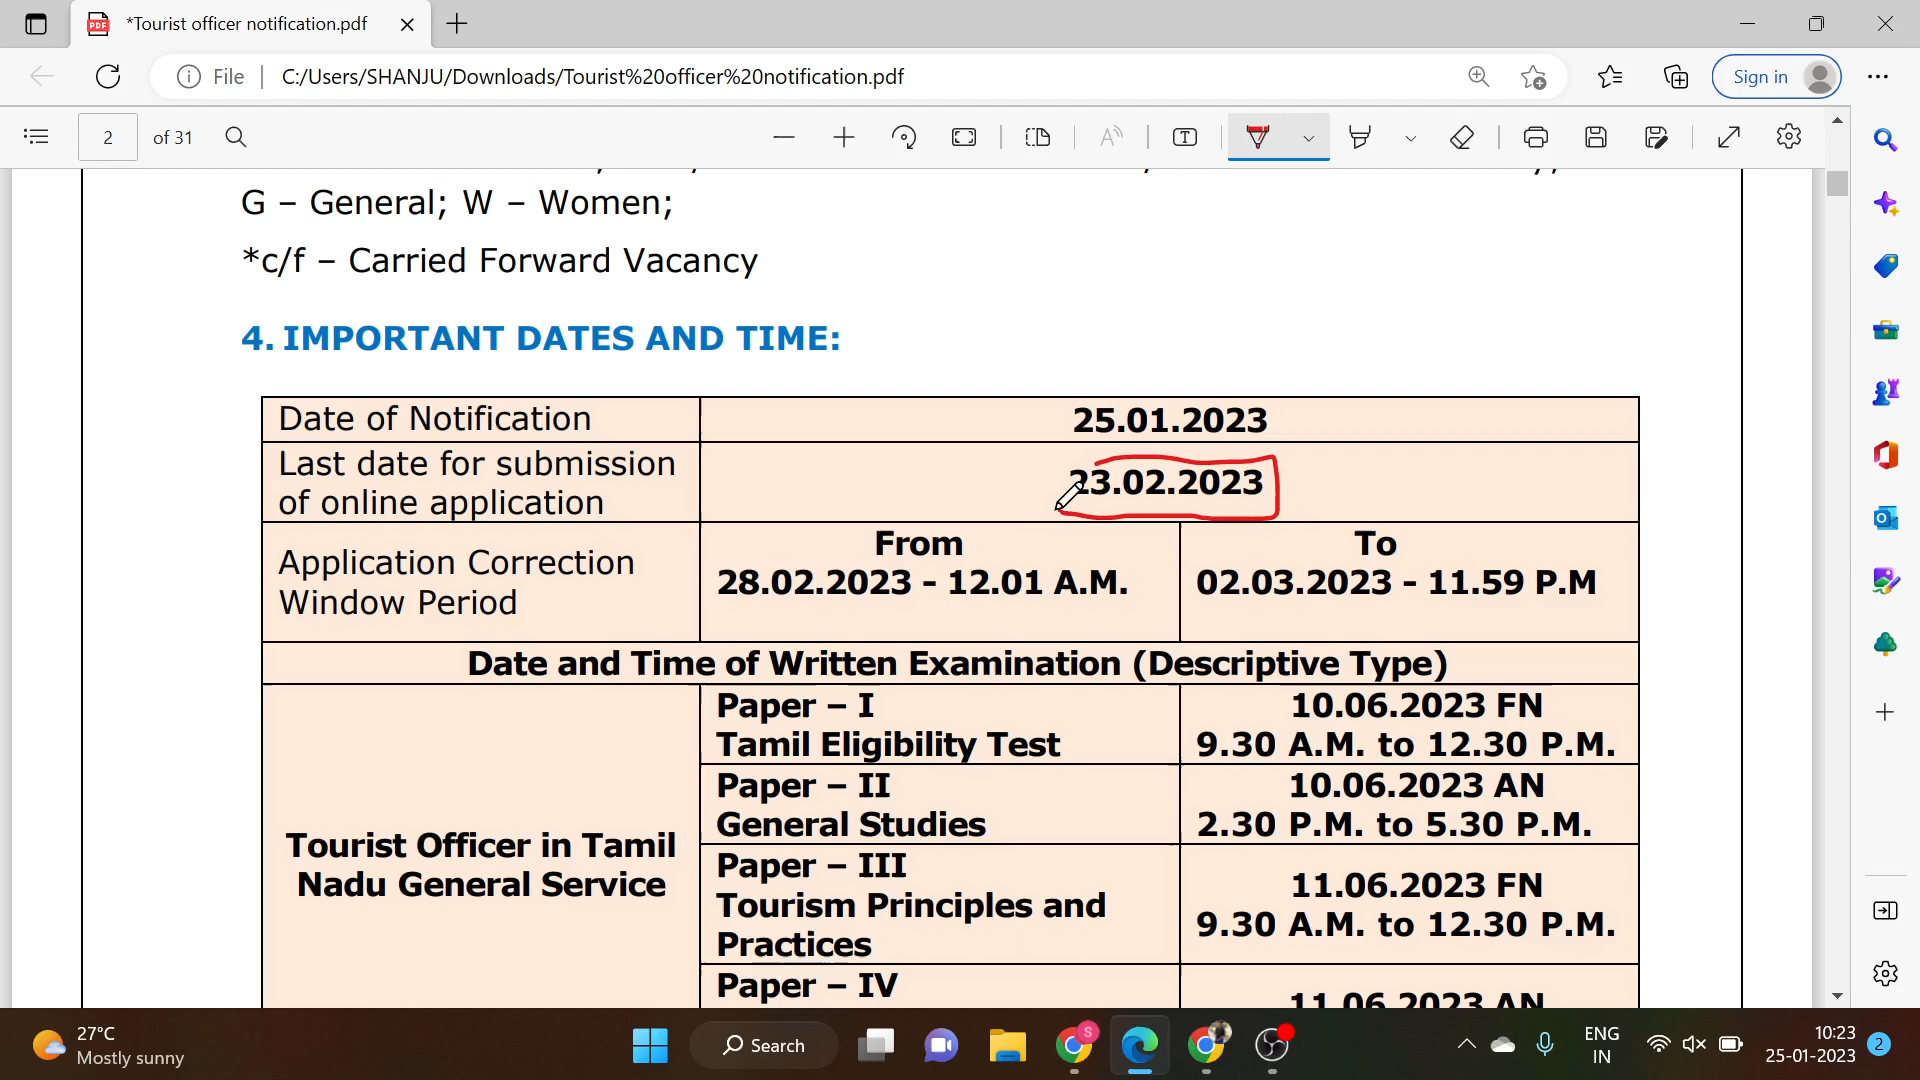 *Tourist officer notification.pdf
File
C:/Users/SHANJU/Downloads/Tourist%20officer%20notification.pdf
Sign in
2
of 31
G – General; W – Women;
*c/f – Carried Forward Vacancy
4. IMPORTANT DATES AND TIME:
Date of Notification
25.01.2023
Last date for submission
of online application
23.02.2023
Application Correction
Window Period
From
28.02.2023 - 12.01 A.M.
To
02.03.2023 - 11.59 P.M
Date and Time of Written Examination (Descriptive Type)
Tourist Officer in Tamil
Nadu General Service
Paper – I
Tamil Eligibility Test
10.06.2023 FN
9.30 A.M. to 12.30 P.M.
Paper – II
General Studies
10.06.2023 AN
2.30 P.M. to 5.30 P.M.
Paper – III
Tourism Principles and
Practices
11.06.2023 FN
9.30 A.M. to 12.30 P.M.
Paper – IV
11.06.2023 AN
27°C
Mostly sunny
Search
ENG
IN
10:23
25-01-2023
2